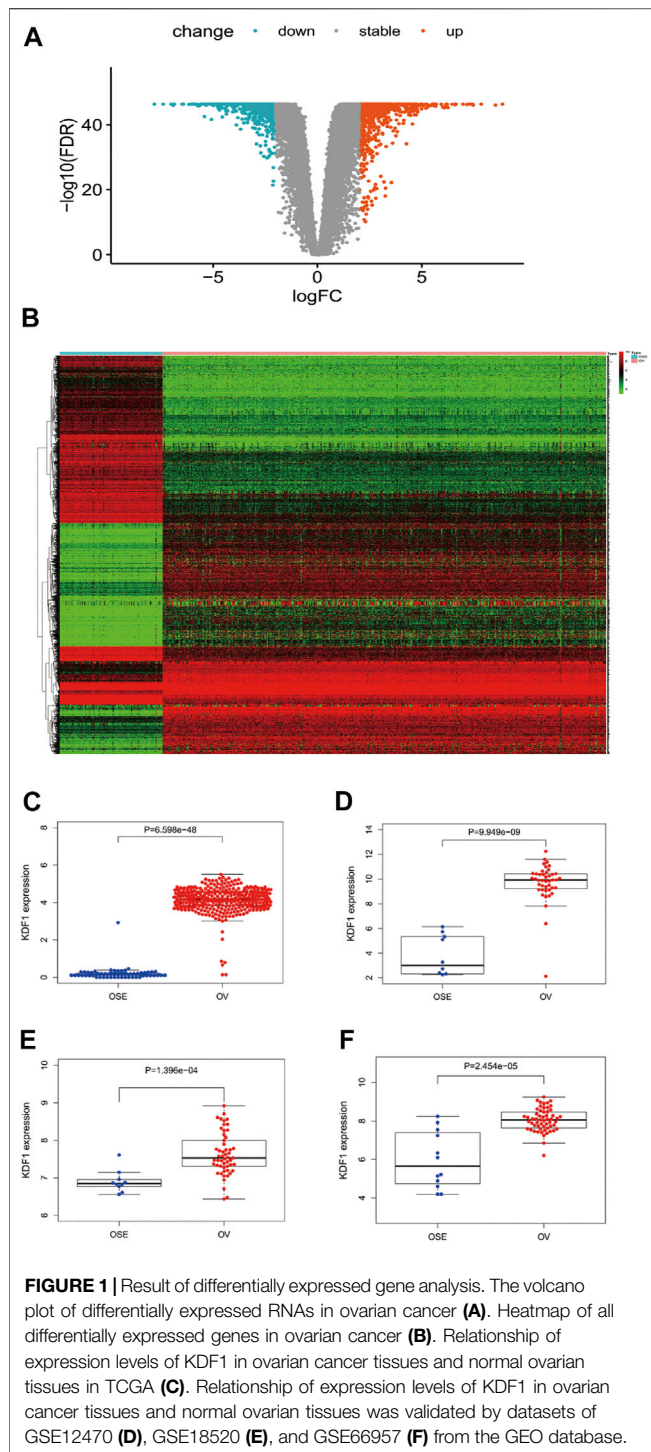 A
change
down
stable
up
−log10(FDR)
40
20
0
−5
0
5
logFC
B
Type
Type
C
P=6.598e−48
KDF1 expression
8
6
4
2
0
OSE
OV
D
P=9.949e−09
KDF1 expression
14
12
10
8
6
4
2
OSE
OV
E
P=1.396e−04
KDF1 expression
10
9
8
7
6
OSE
OV
F
P=2.454e−05
KDF1 expression
10
8
6
4
OSE
OV
FIGURE 1 | Result of differentially expressed gene analysis. The volcano
plot of differentially expressed RNAs in ovarian cancer (A). Heatmap of all
differentially expressed genes in ovarian cancer (B). Relationship of
expression levels of KDF1 in ovarian cancer tissues and normal ovarian
tissues in TCGA (C). Relationship of expression levels of KDF1 in ovarian
cancer tissues and normal ovarian tissues was validated by datasets of
GSE12470 (D), GSE18520 (E), and GSE66957 (F) from the GEO database.